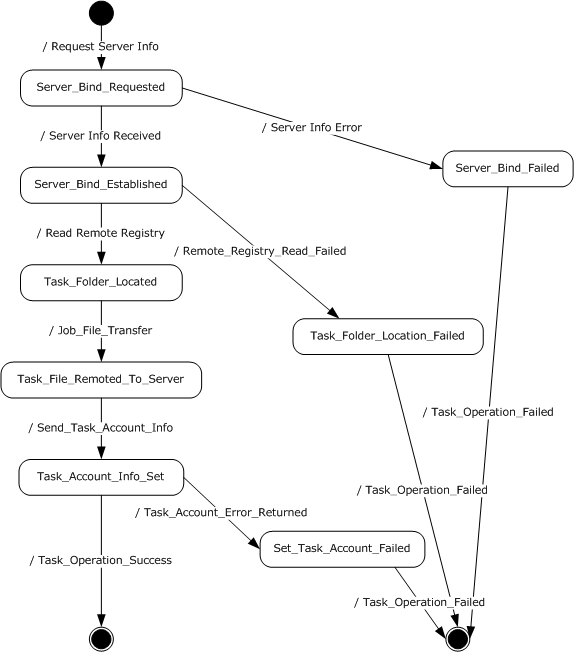 / Request Server Info
Server_Bind_Requested
/ Server Info Error
/ Server Info Received
Server_Bind_Failed
Server_Bind_Established
/ Read Remote Registry
/ Remote_Registry_Read_Failed
Task_Folder_Located
/ Job_File_Transfer
Task_Folder_Location_Failed
Task_File_Remoted_To_Server
/ Task_Operation_Failed
/ Send_Task_Account_Info
Task_Account_Info_Set
/ Task_Operation_Failed
/ Task_Account_Error_Returned
Set_Task_Account_Failed
/ Task_Operation_Success
/ Task_Operation_Failed